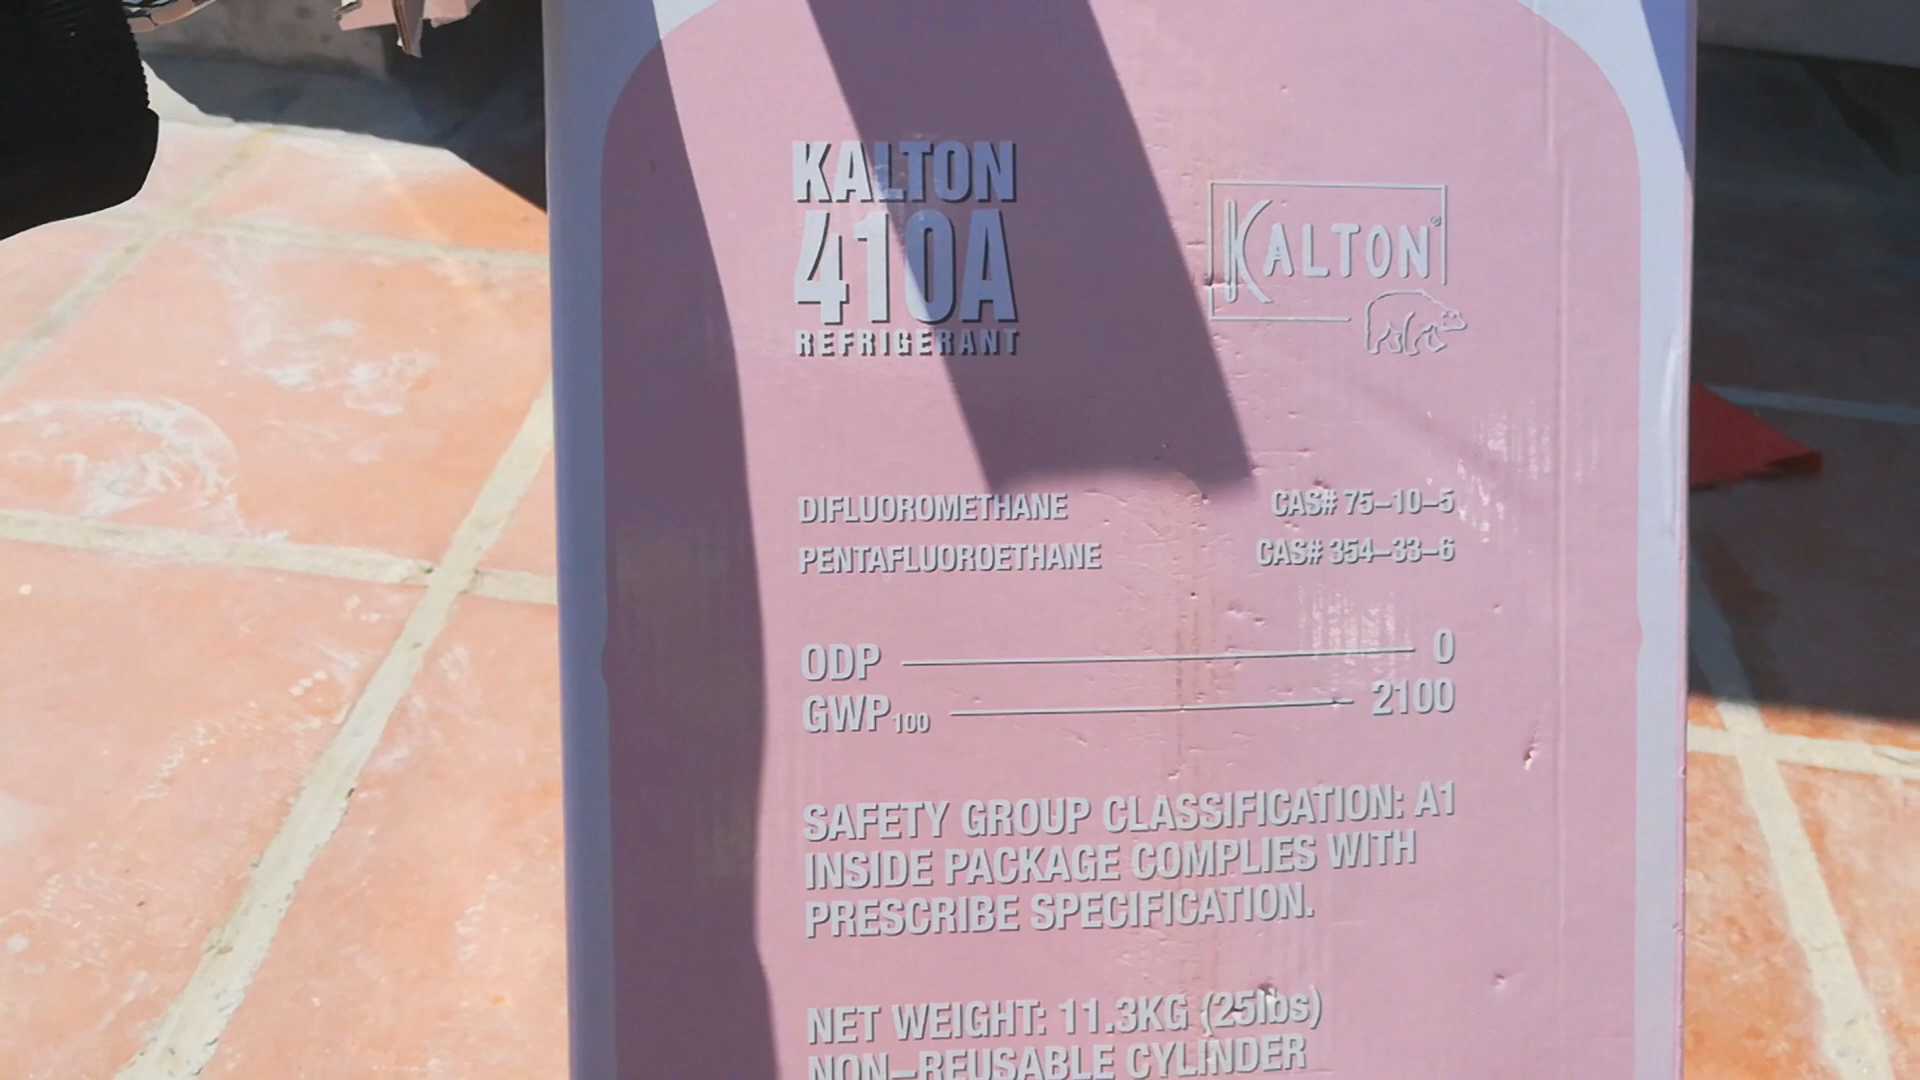 KALTON
410A
REFRIGERANT
KALTON®
DIFLUOROMETHANE CAS# 75–10–5
PENTAFLUOROETHANE CAS# 354–33–6
ODP 0
GWP100 2100
SAFETY GROUP CLASSIFICATION: A1
INSIDE PACKAGE COMPLIES WITH
PRESCRIBE SPECIFICATION.
NET WEIGHT: 11.3KG (25lbs)
NON–REUSABLE CYLINDER